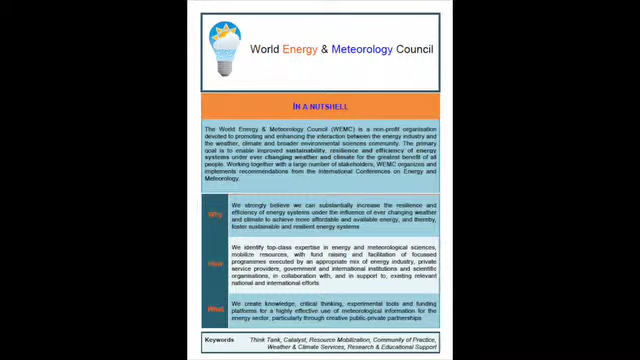 World Energy & Meteorology Council
IN A NUTSHELL
The World Energy & Meteorology Council (WEMC) is a non-profit organisation
devoted to promoting and enhancing the interaction between the energy industry and
the weather, climate and broader environmental sciences community. The primary
goal is to enable improved sustainability, resilience and efficiency of energy
systems under ever changing weather and climate for the greatest benefit of all
people. Working together with a large number of stakeholders, WEMC organizes and
implements recommendations from the International Conferences on Energy and
Meteorology.
Why
We strongly believe we can substantially increase the resilience and
efficiency of energy systems under the influence of ever changing weather
and climate to achieve more affordable and available energy, and thereby,
foster sustainable and resilient energy systems
How
We identify top-class expertise in energy and meteorological sciences,
mobilize resources, with fund raising and facilitation of focussed
programmes executed by an appropriate mix of energy industry, private
service providers, government and international institutions and scientific
organisations, in collaboration with, and in support to, existing relevant
national and international efforts
What
We create knowledge, critical thinking, experimental tools and funding
platforms for a highly effective use of meteorological information for the
energy sector, particularly through creative public-private partnerships
Keywords Think Tank, Catalyst, Resource Mobilization, Community of Practice,
Weather & Climate Services, Research & Educational Support